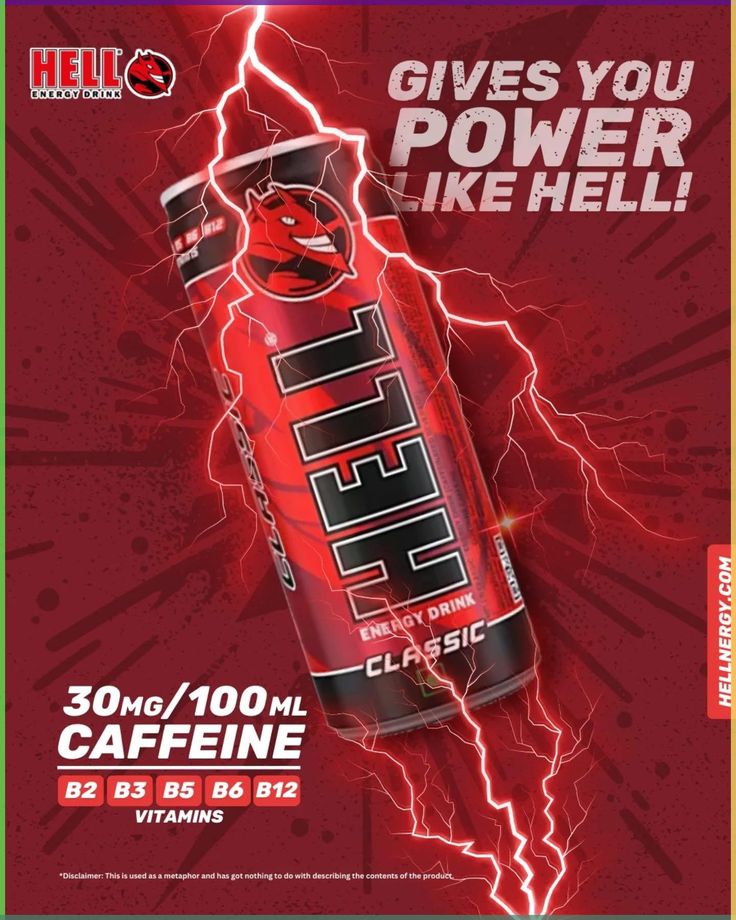 HELL
ENERGY DRINK
GIVES YOU
POWER
LIKE HELL!
B6 B12
HELL
ENERGY DRINK
CLASSIC
HELLNERGY.COM
30MG/100ML
CAFFEINE
B2 B3 B5 B6 B12
VITAMINS
*Disclaimer: This is used as a metaphor and has got nothing to do with describing the contents of the product.